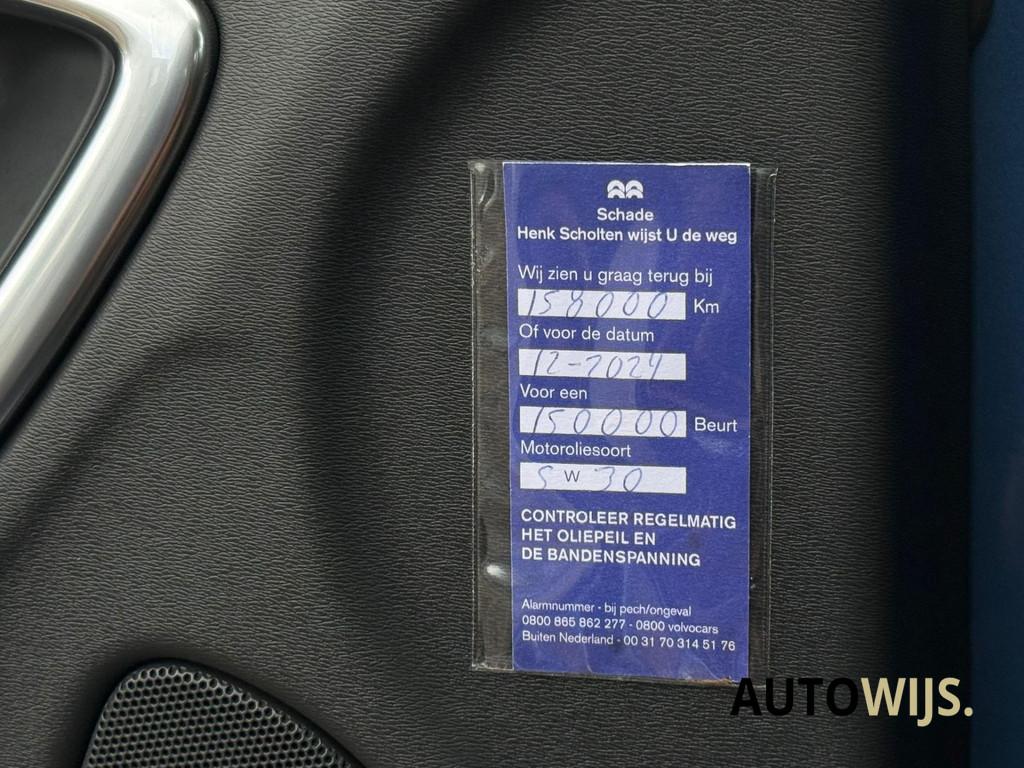 Schade
Henk Scholten wijst U de weg
Wij zien u graag terug bij
158000 Km
Of voor de datum
12-2024
Voor een
150000 Beurt
Motoroliesoort
5 W 30
CONTROLEER REGELMATIG
HET OLIEPEIL EN
DE BANDENSPANNING
Alarmnummer - bij pech/ongeval
0800 865 862 277 - 0800 volvocars
Buiten Nederland - 00 31 70 314 51 76
AUTOWIJS.